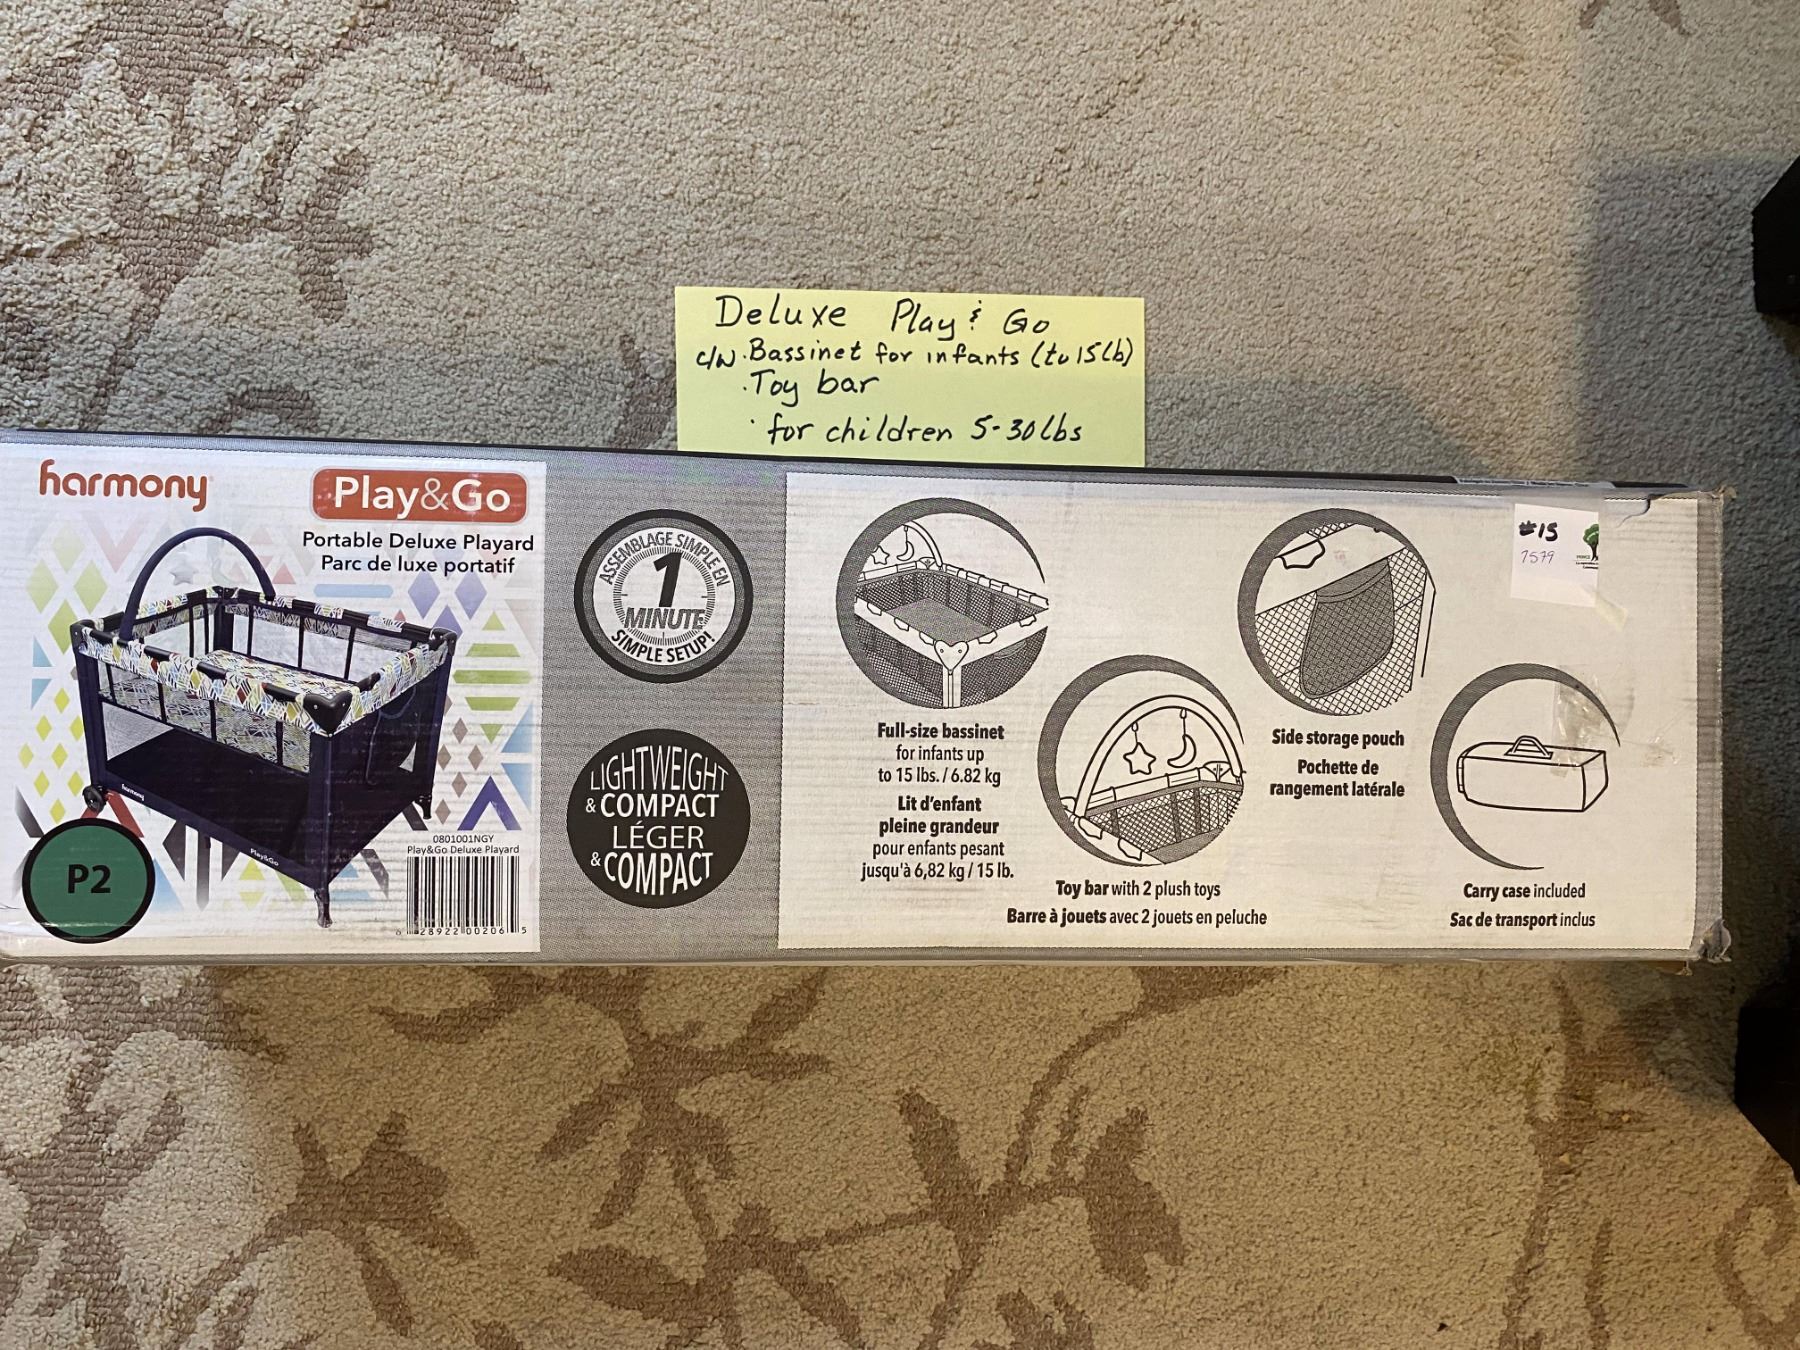 Deluxe Play & Go
c/w · Bassinet for infants (to 15lb)
· Toy bar
· for children 5-30lbs
harmony
Play&Go
Portable Deluxe Playard
Parc de luxe portatif
harmony
Play&Go
P2
0801001NGY
Play&Go Deluxe Playard
0 28922 00206 5
ASSEMBLAGE SIMPLE EN
1
MINUTE
SIMPLE SETUP!
LIGHTWEIGHT
& COMPACT
LÉGER
& COMPACT
Full-size bassinet
for infants up
to 15 lbs. / 6.82 kg
Lit d'enfant
pleine grandeur
pour enfants pesant
jusqu'à 6,82 kg / 15 lb.
Toy bar with 2 plush toys
Barre à jouets avec 2 jouets en peluche
Side storage pouch
Pochette de
rangement latérale
Carry case included
Sac de transport inclus
#15
7579